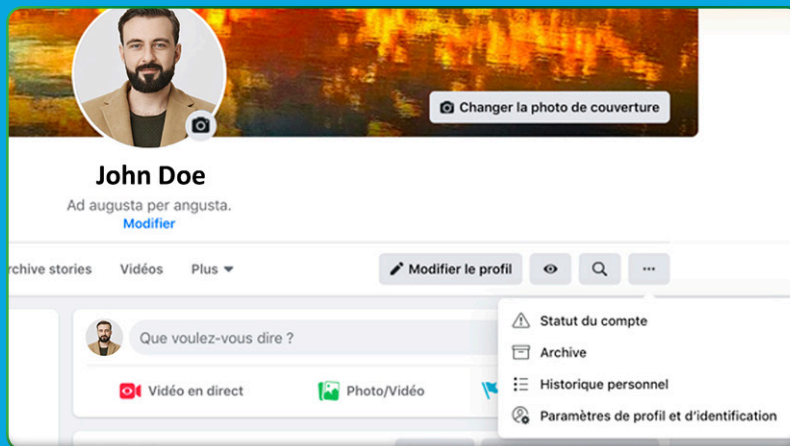 Changer la photo de couverture
John Doe
Ad augusta per angusta.
Modifier
rchive stories Vidéos Plus
Modifier le profil
Statut du compte
Archive
Historique personnel
Paramètres de profil et d'identification
Que voulez-vous dire ?
Vidéo en direct Photo/Vidéo